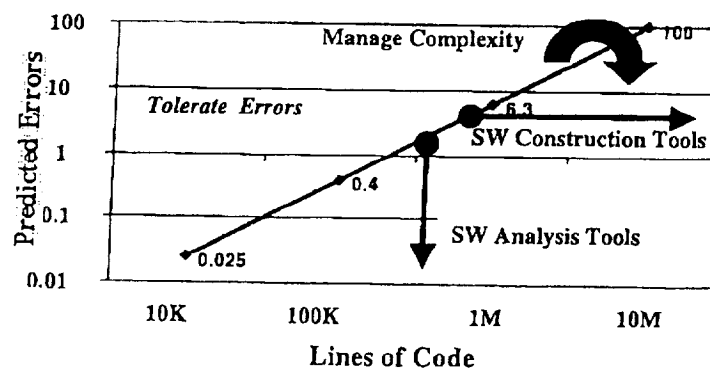 100
Manage Complexity
100
10
Tolerate Errors
6.3
SW Construction Tools
1
0.4
0.1
SW Analysis Tools
0.025
0.01
Predicted Errors
10K 100K 1M 10M
Lines of Code